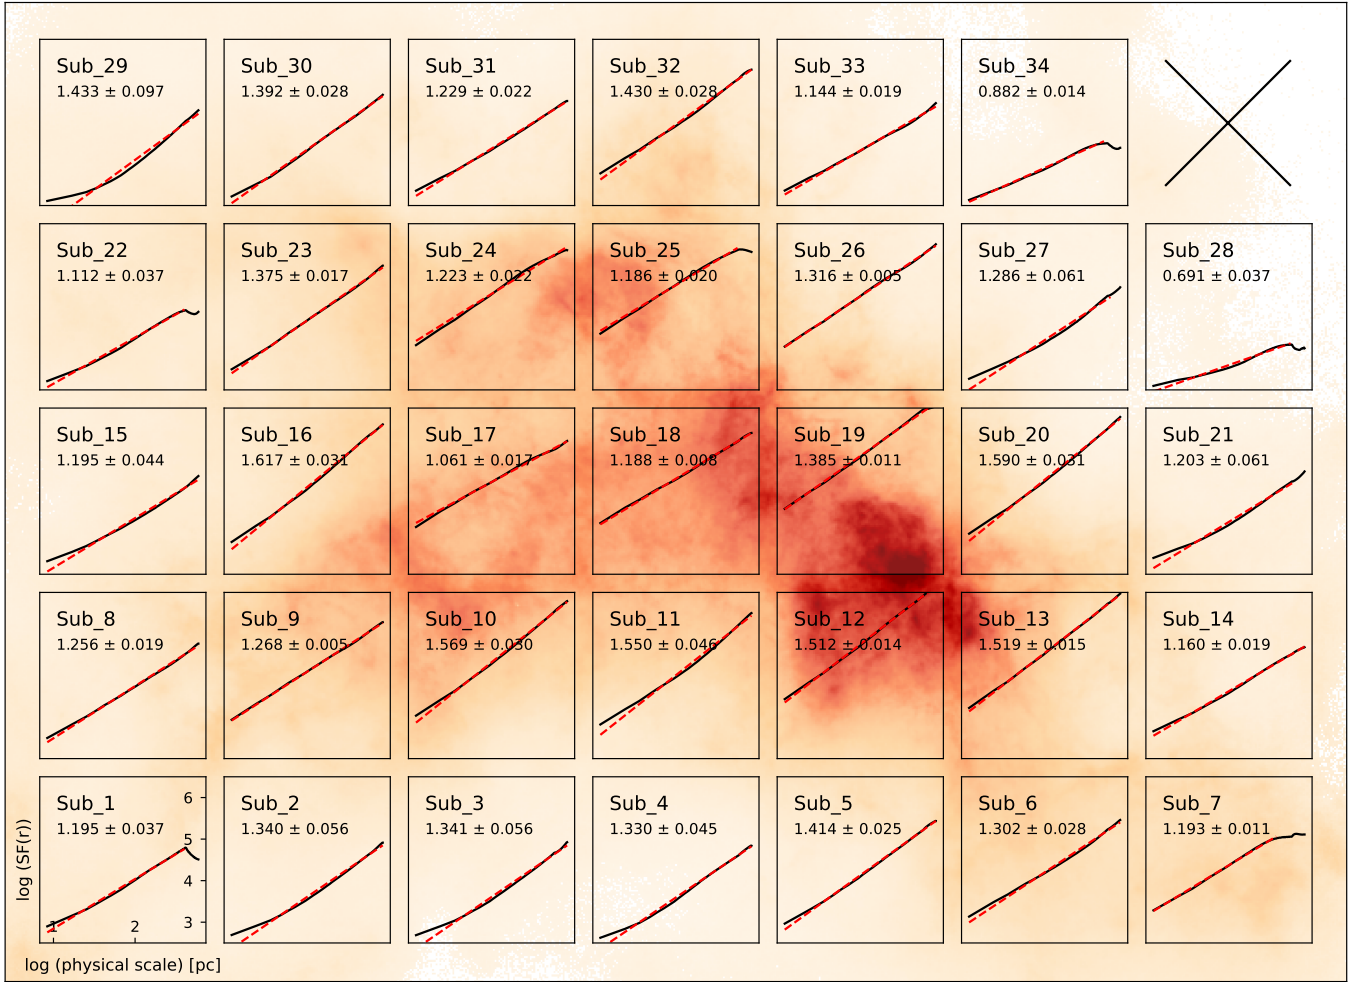 Sub_29
1.433 ± 0.097
Sub_30
1.392 ± 0.028
Sub_31
1.229 ± 0.022
Sub_32
1.430 ± 0.028
Sub_33
1.144 ± 0.019
Sub_34
0.882 ± 0.014
Sub_22
1.112 ± 0.037
Sub_23
1.375 ± 0.017
Sub_24
1.223 ± 0.022
Sub_25
1.186 ± 0.020
Sub_26
1.316 ± 0.005
Sub_27
1.286 ± 0.061
Sub_28
0.691 ± 0.037
Sub_15
1.195 ± 0.044
Sub_16
1.617 ± 0.031
Sub_17
1.061 ± 0.017
Sub_18
1.188 ± 0.008
Sub_19
1.385 ± 0.011
Sub_20
1.590 ± 0.031
Sub_21
1.203 ± 0.061
Sub_8
1.256 ± 0.019
Sub_9
1.268 ± 0.005
Sub_10
1.569 ± 0.030
Sub_11
1.550 ± 0.046
Sub_12
1.512 ± 0.014
Sub_13
1.519 ± 0.015
Sub_14
1.160 ± 0.019
Sub_1
1.195 ± 0.037
6
5
4
3
1
2
log (SF(r))
log (physical scale) [pc]
Sub_2
1.340 ± 0.056
Sub_3
1.341 ± 0.056
Sub_4
1.330 ± 0.045
Sub_5
1.414 ± 0.025
Sub_6
1.302 ± 0.028
Sub_7
1.193 ± 0.011